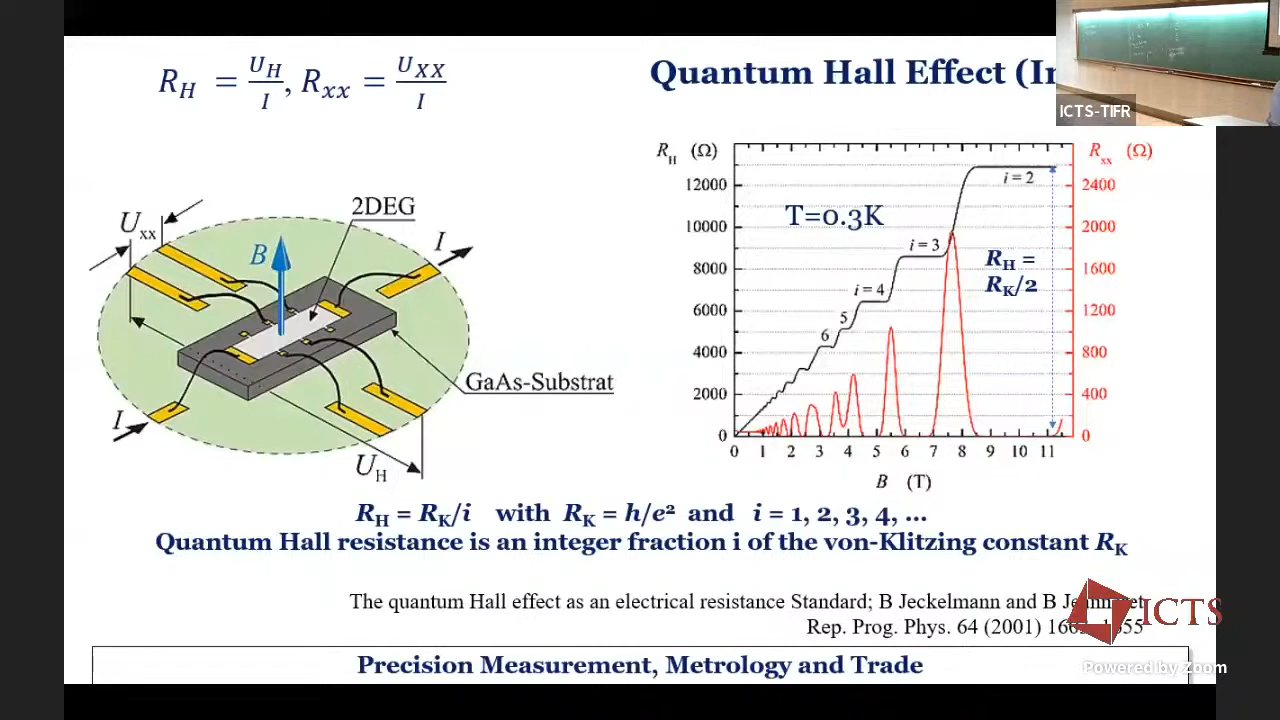 R_H = U_H/I, R_xx = U_XX/I
Quantum Hall Effect
ICTS-TIFR
R_H (Ω)
R_xx (Ω)
12000
10000
8000
6000
4000
2000
0
2400
2000
1600
1200
800
400
0
T=0.3K
i = 2
i = 3
i = 4
5
6
R_H =
R_K/2
0 1 2 3 4 5 6 7 8 9 10 11
B (T)
U_xx
2DEG
B
I
GaAs-Substrat
I
U_H
R_H = R_K/i with R_K = h/e² and i = 1, 2, 3, 4, ...
Quantum Hall resistance is an integer fraction i of the von-Klitzing constant R_K
The quantum Hall effect as an electrical resistance Standard; B Jeckelmann and B
Rep. Prog. Phys. 64 (2001)
ICTS
Precision Measurement, Metrology and Trade
Powered by Zoom